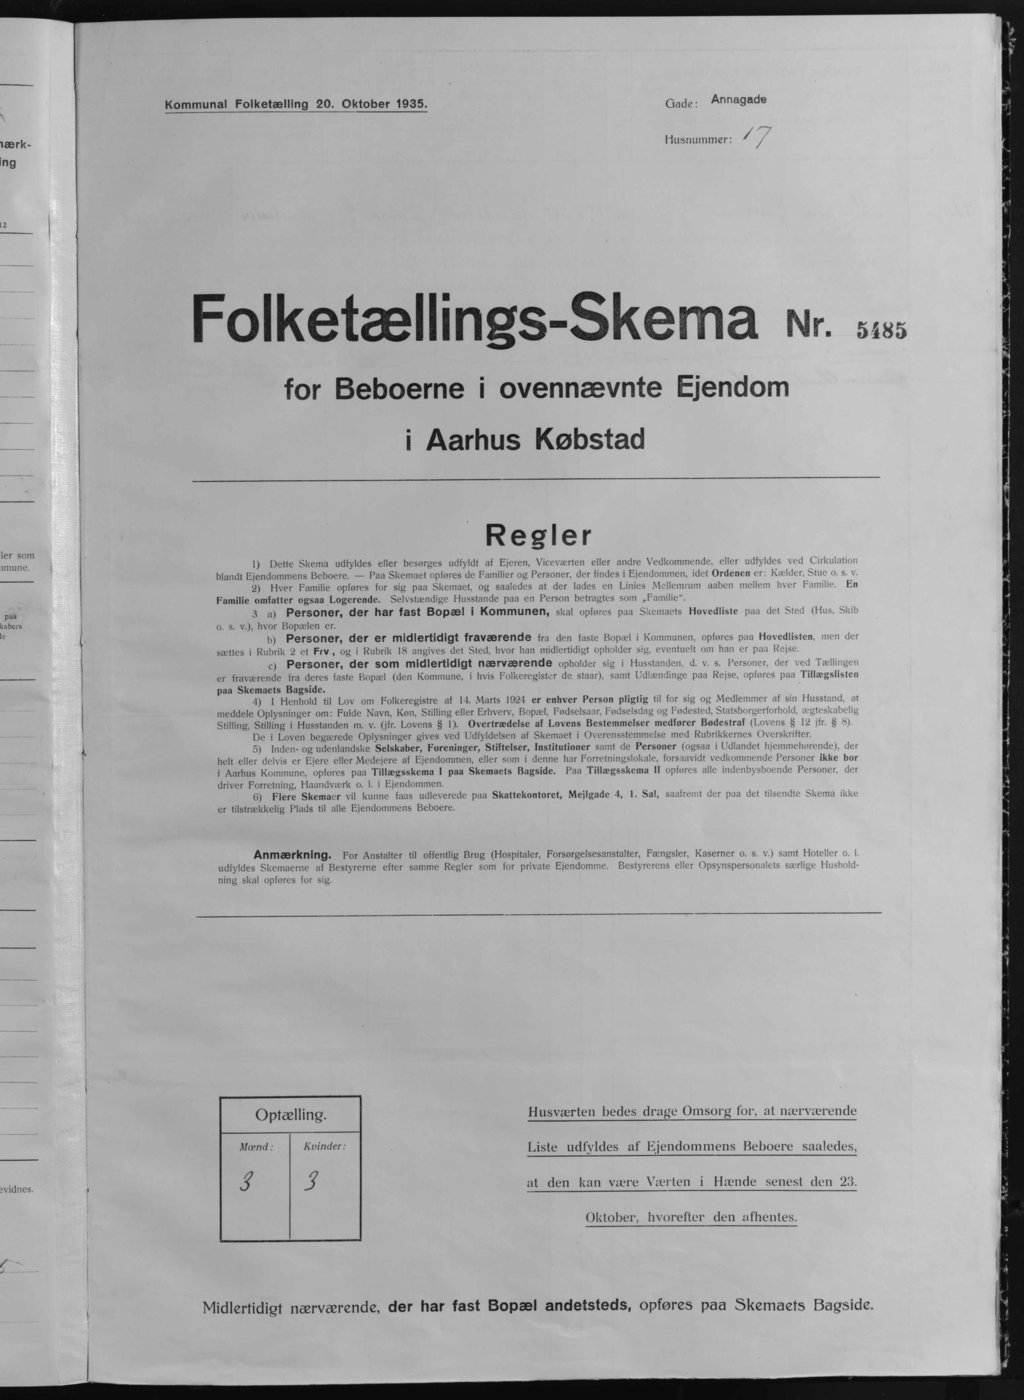 Kommunal Folketælling 20. Oktober 1935.
Gade: Annagade
Husnummer: 17
Folketællings-Skema Nr. 5485
for Beboerne i ovennævnte Ejendom
i Aarhus Købstad
Regler
1) Dette Skema udfyldes eller besørges udfyldt af Ejeren, Viceværten eller andre Vedkommende, eller udfyldes ved Cirkulation
blandt Ejendommens Beboere. — Paa Skemaet opføres de Familier og Personer, der findes i Ejendommen, idet Ordenen er: Kælder, Stue o. s. v.
2) Hver Familie opføres for sig paa Skemaet, og saaledes at der lades en Linies Mellemrum aaben mellem hver Familie. En
Familie omfatter ogsaa Logerende. Selvstændige Husstande paa en Person betragtes som „Familie“.
3 a) Personer, der har fast Bopæl i Kommunen, skal opføres paa Skemaets Hovedliste paa det Sted (Hus, Skib
o. s. v.), hvor Bopælen er.
b) Personer, der er midlertidigt fraværende fra den faste Bopæl i Kommunen, opføres paa Hovedlisten, men der
sættes i Rubrik 2 et Frv, og i Rubrik 18 angives det Sted, hvor han midlertidigt opholder sig, eventuelt om han er paa Rejse.
c) Personer, der som midlertidigt nærværende opholder sig i Husstanden, d. v. s. Personer, der ved Tællingen
er fraværende fra deres faste Bopæl (den Kommune, i hvis Folkeregister de staar), samt Udlændinge paa Rejse, opføres paa Tillægslisten
paa Skemaets Bagside.
4) I Henhold til Lov om Folkeregistre af 14. Marts 1924 er enhver Person pligtig til for sig og Medlemmer af sin Husstand, at
meddele Oplysninger om: Fulde Navn, Køn, Stilling eller Erhverv, Bopæl, Fødselsaar, Fødselsdag og Fødested, Statsborgerforhold, ægteskabelig
Stilling, Stilling i Husstanden m. v. (jfr. Lovens § 1). Overtrædelse af Lovens Bestemmelser medfører Bødestraf (Lovens § 12 jfr. § 8).
De i Loven begærede Oplysninger gives ved Udfyldelsen af Skemaet i Overensstemmelse med Rubrikkernes Overskrifter.
5) Inden- og udenlandske Selskaber, Foreninger, Stiftelser, Institutioner samt de Personer (ogsaa i Udlandet hjemmehørende), der
helt eller delvis er Ejere eller Medejere af Ejendommen, eller som i denne har Forretningslokale, forsaavidt vedkommende Personer ikke bor
i Aarhus Kommune, opføres paa Tillægsskema I paa Skemaets Bagside. Paa Tillægsskema II opføres alle indenbysboende Personer, der
driver Forretning, Haandværk o. l. i Ejendommen.
6) Flere Skemaer vil kunne faas udleverede paa Skattekontoret, Mejlgade 4, 1. Sal, saafremt der paa det tilsendte Skema ikke
er tilstrækkelig Plads til alle Ejendommens Beboere.
Anmærkning. For Anstalter til offentlig Brug (Hospitaler, Forsørgelsesanstalter, Fængsler, Kaserner o. s. v.) samt Hoteller o. l.
udfyldes Skemaerne af Bestyrerne efter samme Regler som for private Ejendomme. Bestyrerens eller Opsynspersonalets særlige Hushold-
ning skal opføres for sig.
Optælling.
Mænd: Kvinder:
3 3
Husværten bedes drage Omsorg for, at nærværende
Liste udfyldes af Ejendommens Beboere saaledes,
at den kan være Værten i Hænde senest den 23.
Oktober, hvorefter den afhentes.
Midlertidigt nærværende, der har fast Bopæl andetsteds, opføres paa Skemaets Bagside.